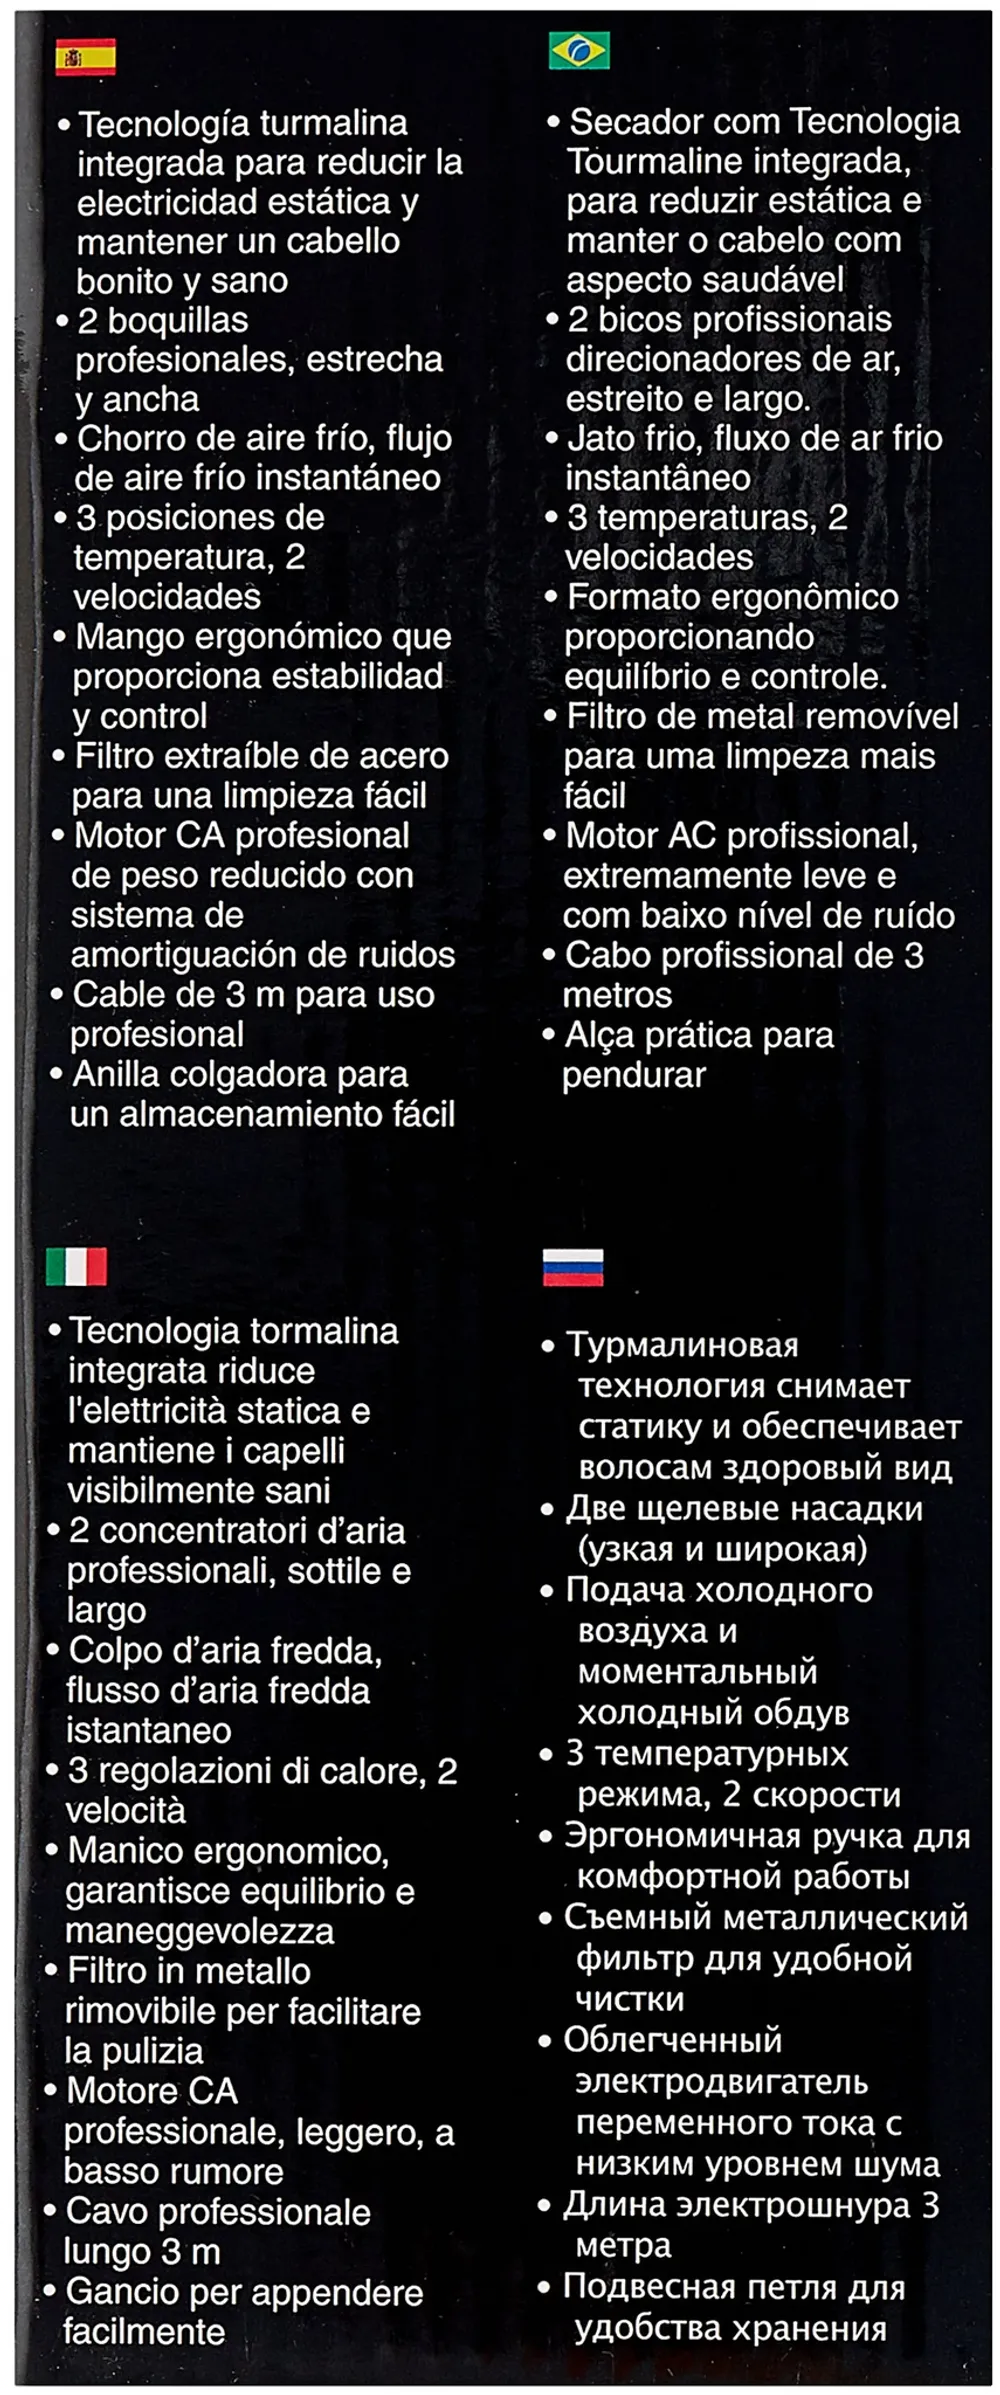 • Tecnología turmalina
integrada para reducir la
electricidad estática y
mantener un cabello
bonito y sano
• 2 boquillas
profesionales, estrecha
y ancha
• Chorro de aire frío, flujo
de aire frío instantáneo
• 3 posiciones de
temperatura, 2
velocidades
• Mango ergonómico que
proporciona estabilidad
y control
• Filtro extraíble de acero
para una limpieza fácil
• Motor CA profesional
de peso reducido con
sistema de
amortiguación de ruidos
• Cable de 3 m para uso
profesional
• Anilla colgadora para
un almacenamiento fácil
• Secador com Tecnologia
Tourmaline integrada,
para reduzir estática e
manter o cabelo com
aspecto saudável
• 2 bicos profissionais
direcionadores de ar,
estreito e largo.
• Jato frio, fluxo de ar frio
instantâneo
• 3 temperaturas, 2
velocidades
• Formato ergonômico
proporcionando
equilíbrio e controle.
• Filtro de metal removível
para uma limpeza mais
fácil
• Motor AC profissional,
extremamente leve e
com baixo nível de ruído
• Cabo profissional de 3
metros
• Alça prática para
pendurar
• Tecnologia tormalina
integrata riduce
l'elettricità statica e
mantiene i capelli
visibilmente sani
• 2 concentratori d'aria
professionali, sottile e
largo
• Colpo d'aria fredda,
flusso d'aria fredda
istantaneo
• 3 regolazioni di calore, 2
velocità
• Manico ergonomico,
garantisce equilibrio e
maneggevolezza
• Filtro in metallo
rimovibile per facilitare
la pulizia
• Motore CA
professionale, leggero, a
basso rumore
• Cavo professionale
lungo 3 m
• Gancio per appendere
facilmente
• Турмалиновая
технология снимает
статику и обеспечивает
волосам здоровый вид
• Две щелевые насадки
(узкая и широкая)
• Подача холодного
воздуха и
моментальный
холодный обдув
• 3 температурных
режима, 2 скорости
• Эргономичная ручка для
комфортной работы
• Съемный металлический
фильтр для удобной
чистки
• Облегченный
электродвигатель
переменного тока с
низким уровнем шума
• Длина электрошнура 3
метра
• Подвесная петля для
удобства хранения